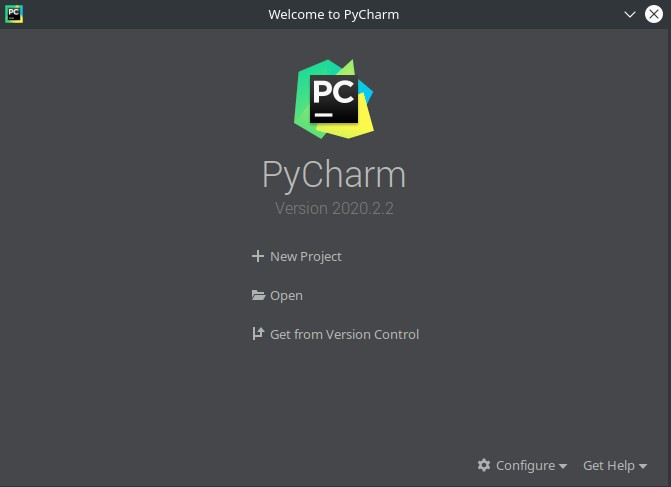 PC
Welcome to PyCharm
PC
PyCharm
Version 2020.2.2
New Project
Open
Get from Version Control
Configure
Get Help